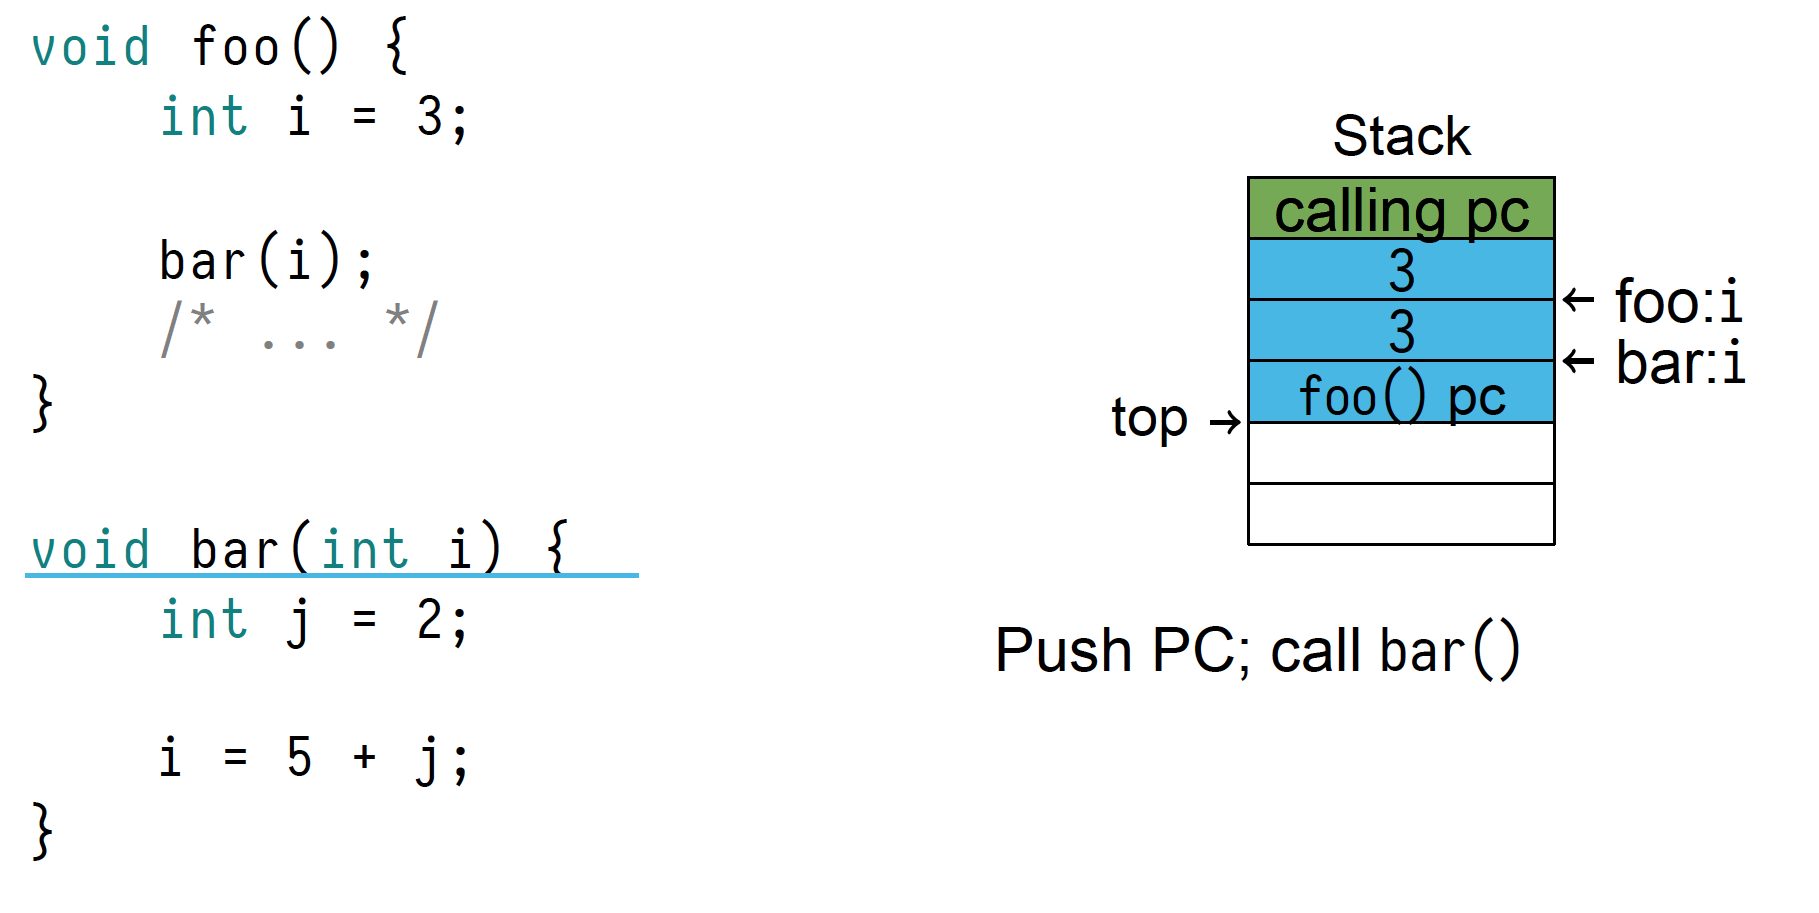 void foo() {
    int i = 3;

    bar(i);
    /* ... */
}

void bar(int i) {
    int j = 2;

    i = 5 + j;
}
Stack
calling pc
3
← foo:i
3
← bar:i
foo() pc
top →
Push PC; call bar()